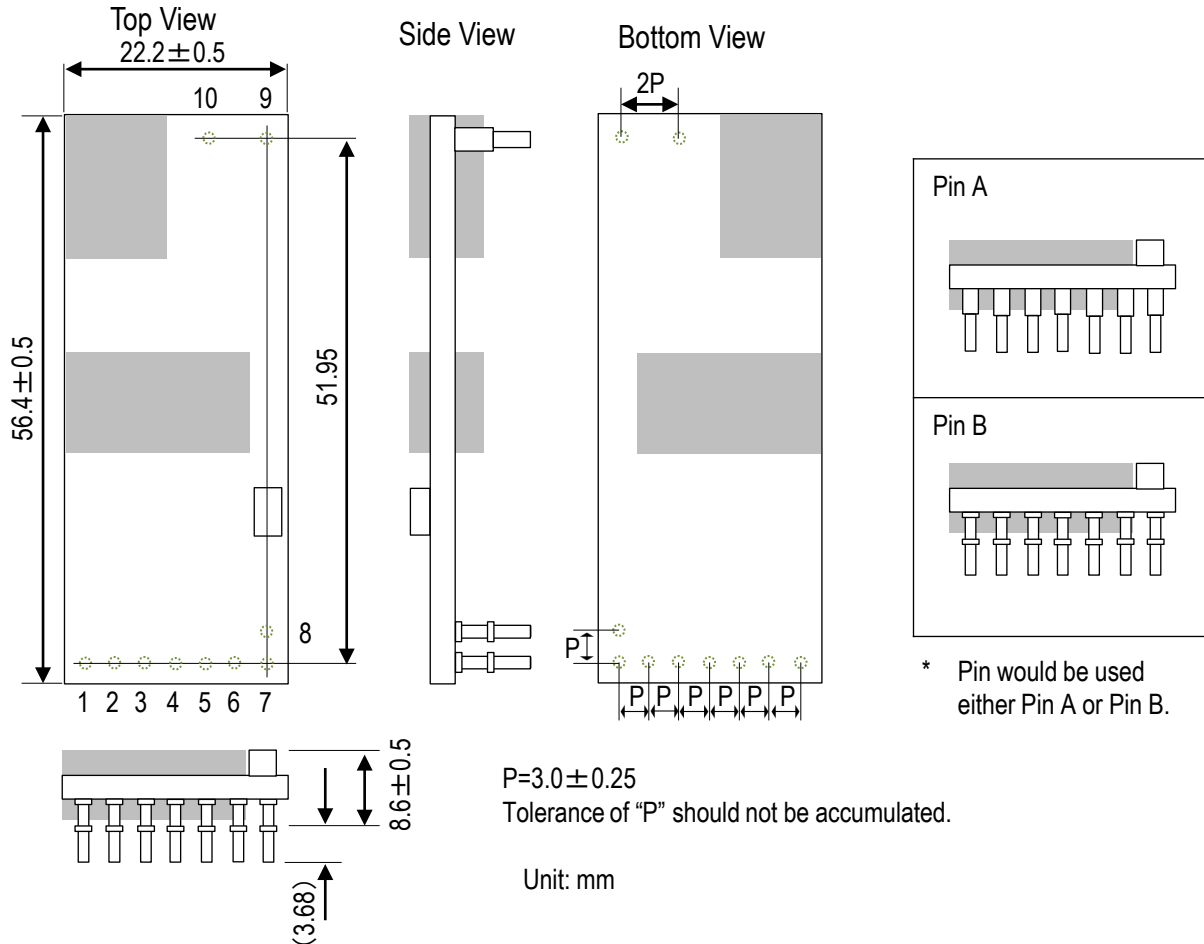 Top View
22.2±0.5
10 9
56.4±0.5
51.95
8
1 2 3 4 5 6 7
Side View
Bottom View
2P
P
P P P P P P
Pin A
Pin B
* Pin would be used
either Pin A or Pin B.
8.6±0.5
(3.68)
P=3.0±0.25
Tolerance of “P” should not be accumulated.
Unit: mm